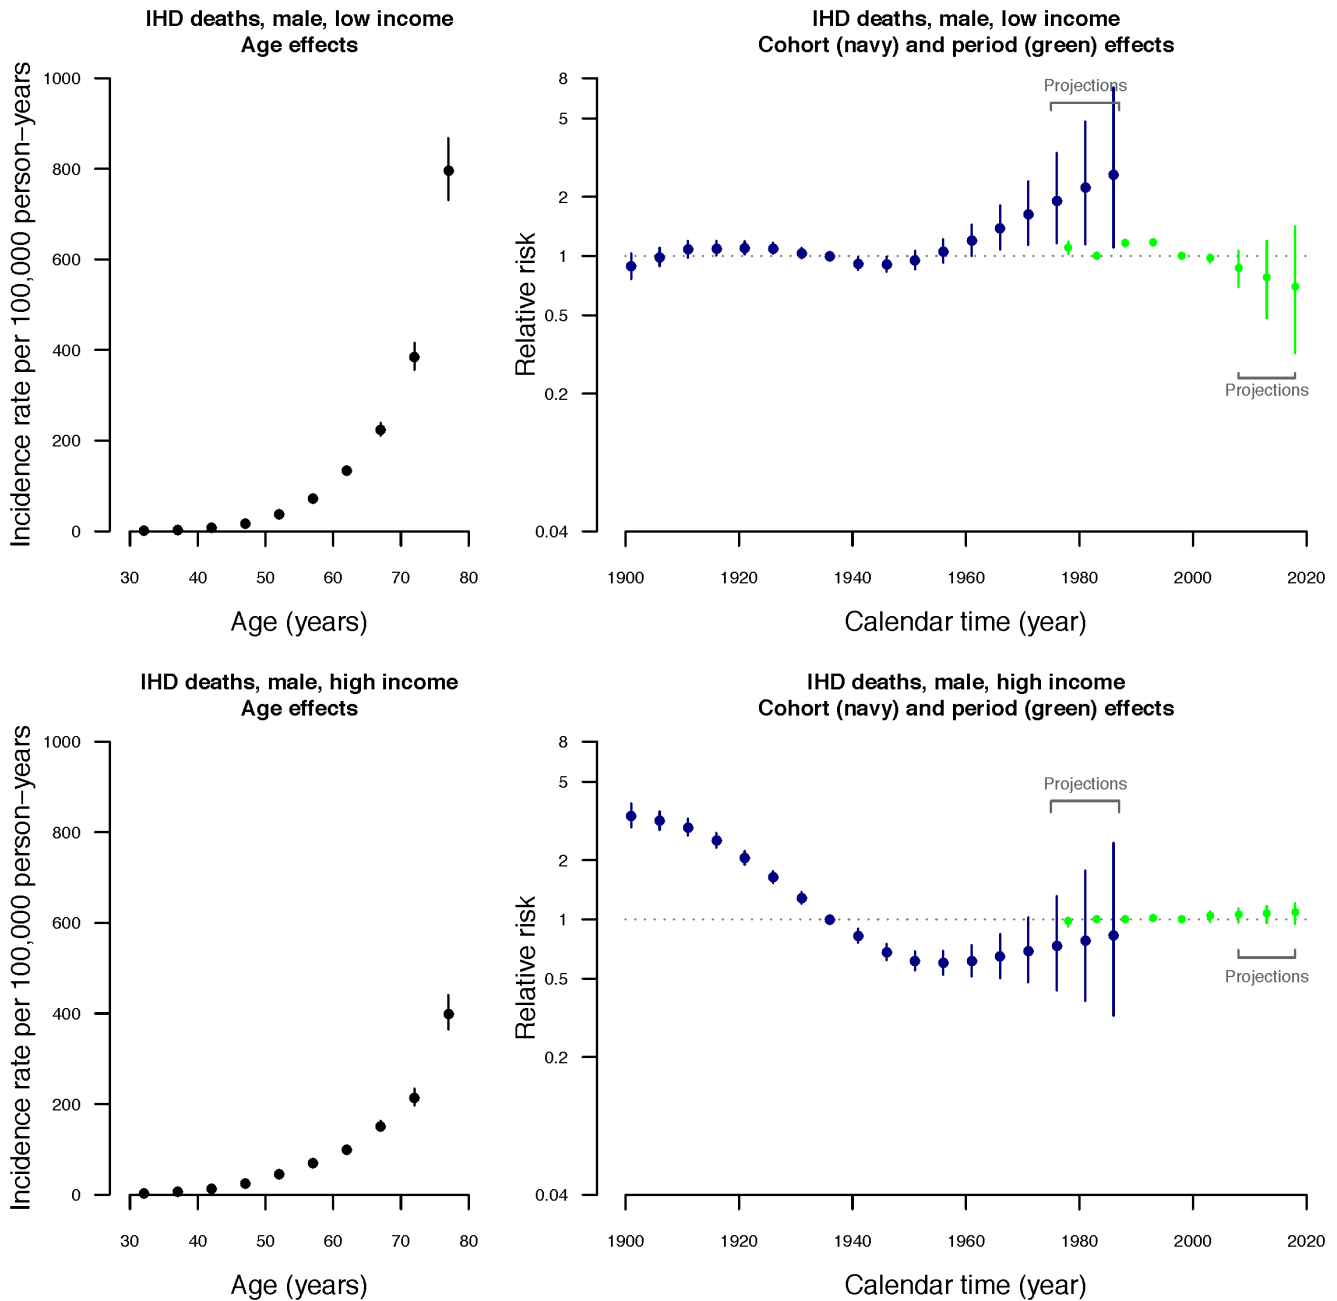 IHD deaths, male, low income
Age effects
Incidence rate per 100,000 person−years
1000
800
600
400
200
0
30 40 50 60 70 80
Age (years)
IHD deaths, male, low income
Cohort (navy) and period (green) effects
Relative risk
8
5
2
1
0.5
0.2
0.04
Projections
Projections
1900 1920 1940 1960 1980 2000 2020
Calendar time (year)
IHD deaths, male, high income
Age effects
Incidence rate per 100,000 person−years
1000
800
600
400
200
0
30 40 50 60 70 80
Age (years)
IHD deaths, male, high income
Cohort (navy) and period (green) effects
Relative risk
8
5
2
1
0.5
0.2
0.04
Projections
Projections
1900 1920 1940 1960 1980 2000 2020
Calendar time (year)